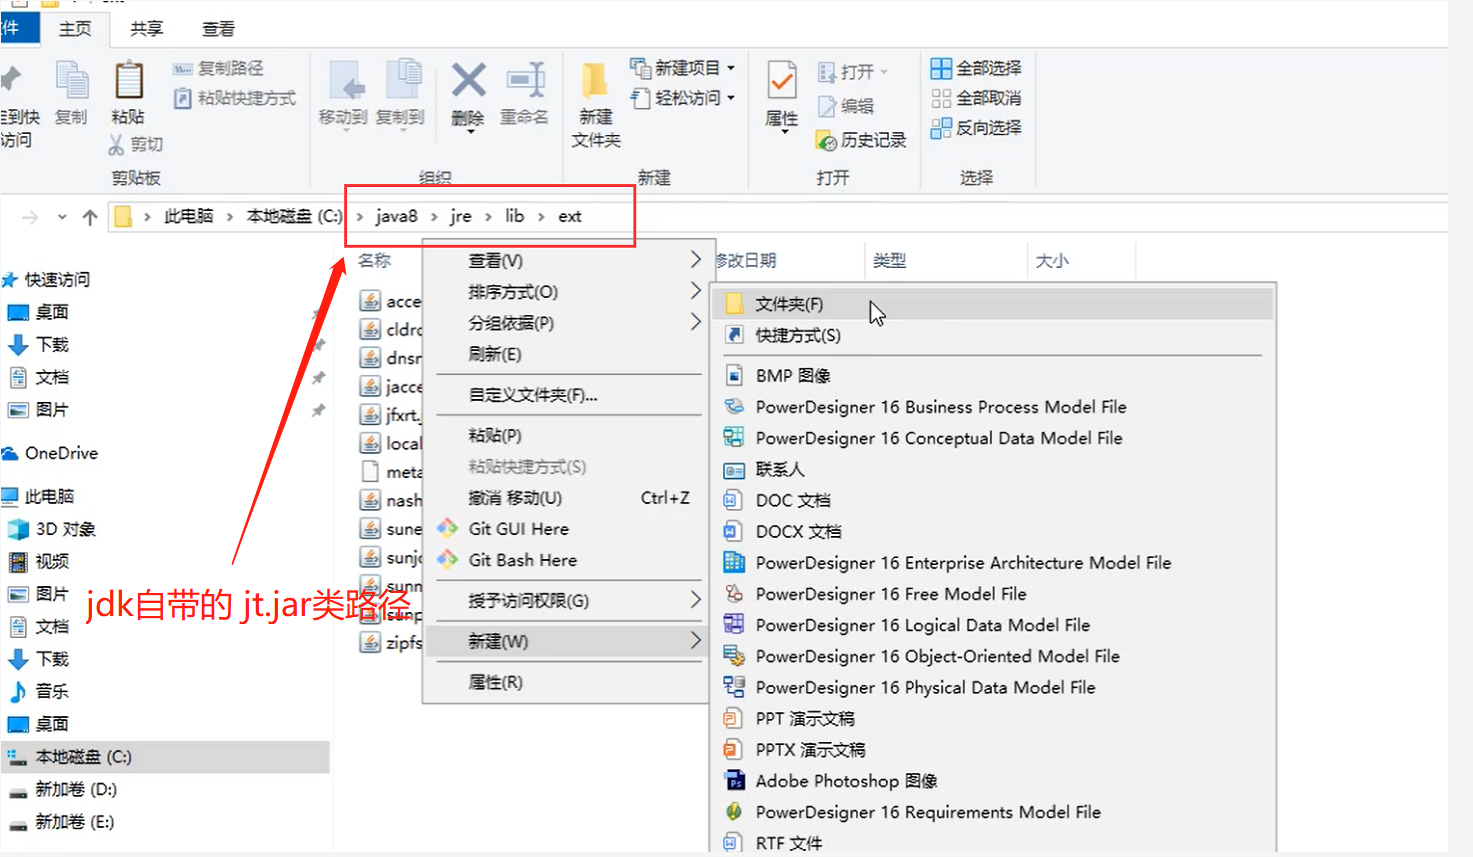 件 主页 共享 查看
复制路径
粘贴快捷方式
剪切
到快
访问
复制
粘贴
移动到
复制到
删除
重命名
新建
文件夹
新建项目
轻松访问
属性
打开
编辑
历史记录
全部选择
全部取消
反向选择
剪贴板 组织 新建 打开 选择
此电脑 本地磁盘 (C:) java8 jre lib ext
名称 修改日期 类型 大小
快速访问
桌面
下载
文档
图片
OneDrive
此电脑
3D 对象
视频
图片
文档
下载
音乐
桌面
本地磁盘 (C:)
新加卷 (D:)
新加卷 (E:)
jdk自带的 jt.jar类路径
acce
cldrd
dnsn
jacce
jfxrt.
local
meta
nash
sune
sunjc
sunn
sunp
zipfs
查看(V)
排序方式(O)
分组依据(P)
刷新(E)
自定义文件夹(F)...
粘贴(P)
粘贴快捷方式(S)
撤消 移动(U) Ctrl+Z
Git GUI Here
Git Bash Here
授予访问权限(G)
新建(W)
属性(R)
文件夹(F)
快捷方式(S)
BMP 图像
PowerDesigner 16 Business Process Model File
PowerDesigner 16 Conceptual Data Model File
联系人
DOC 文档
DOCX 文档
PowerDesigner 16 Enterprise Architecture Model File
PowerDesigner 16 Free Model File
PowerDesigner 16 Logical Data Model File
PowerDesigner 16 Object-Oriented Model File
PowerDesigner 16 Physical Data Model File
PPT 演示文稿
PPTX 演示文稿
Adobe Photoshop 图像
PowerDesigner 16 Requirements Model File
RTF 文件